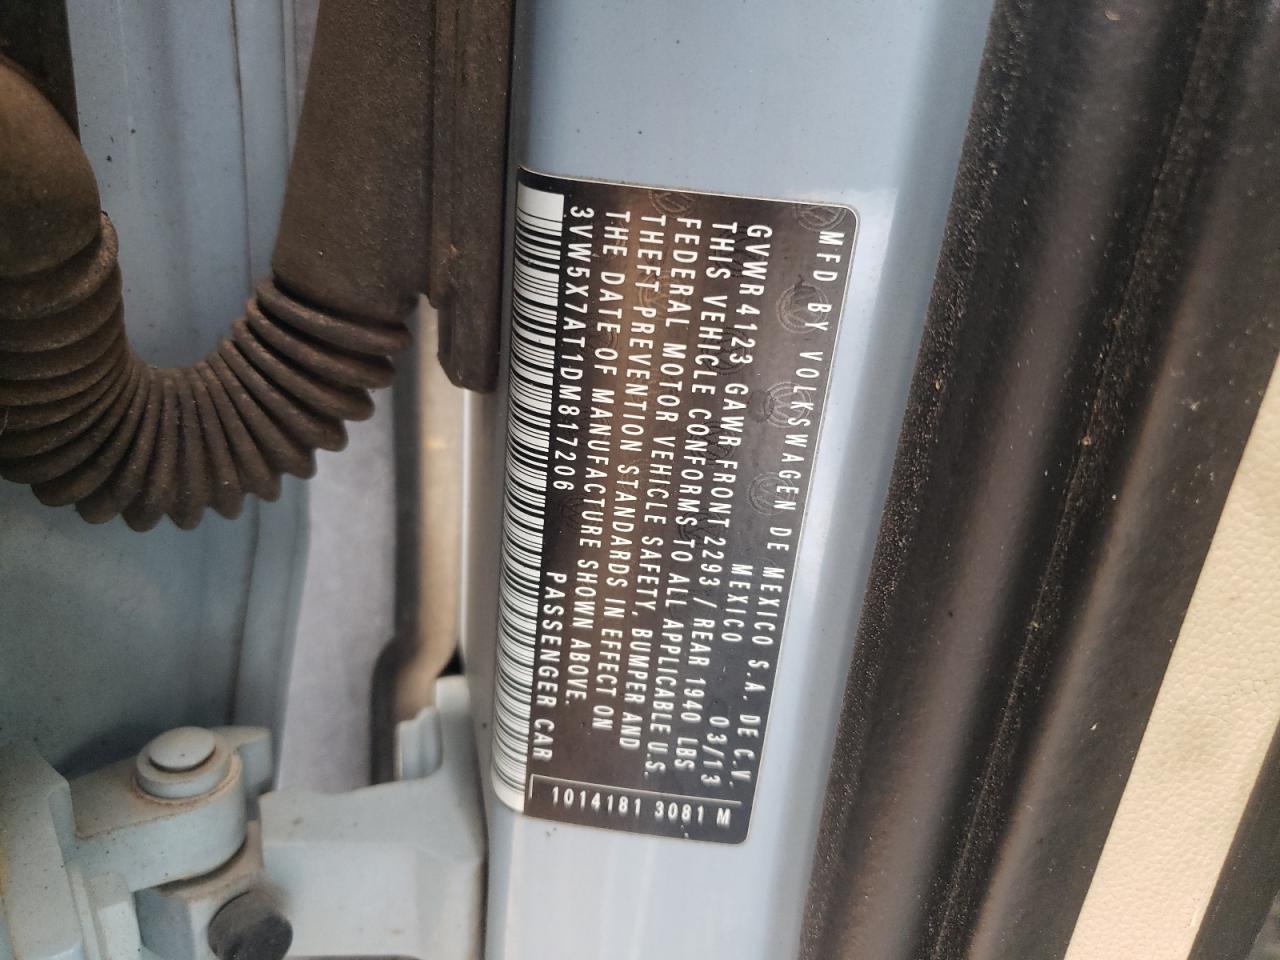 MFD BY VOLKSWAGEN DE MEXICO S.A. DE C.V.
MEXICO 03/13
GVWR 4123 GAWR FRONT 2293 / REAR 1940 LBS
THIS VEHICLE CONFORMS TO ALL APPLICABLE U.S.
FEDERAL MOTOR VEHICLE SAFETY, BUMPER AND
THEFT PREVENTION STANDARDS IN EFFECT ON
THE DATE OF MANUFACTURE SHOWN ABOVE.
3VW5X7AT1DM817206 PASSENGER CAR
1014181 3081 M